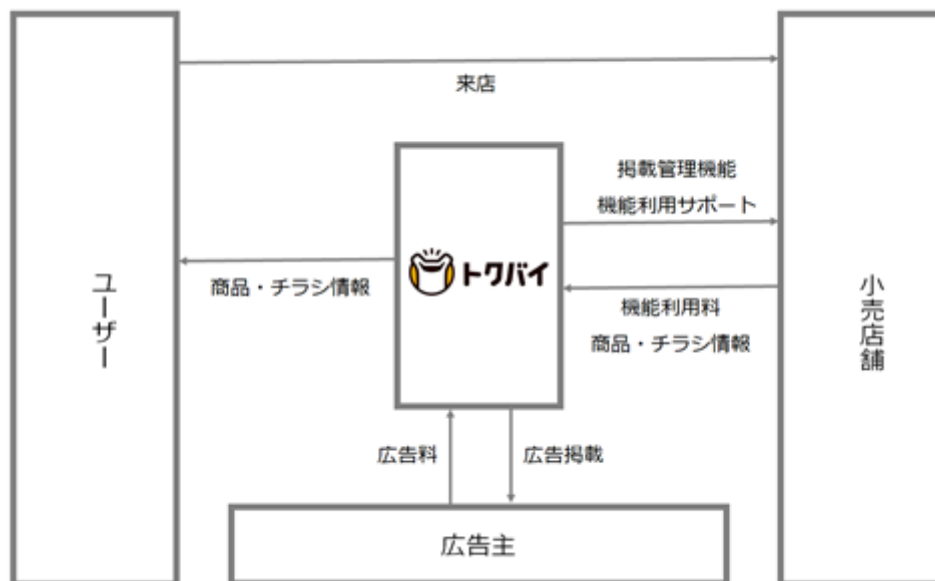 来店
掲載管理機能
機能利用サポート
トクバイ
商品・チラシ情報
機能利用料
商品・チラシ情報
ユーザー
小売店舗
広告料
広告掲載
広告主